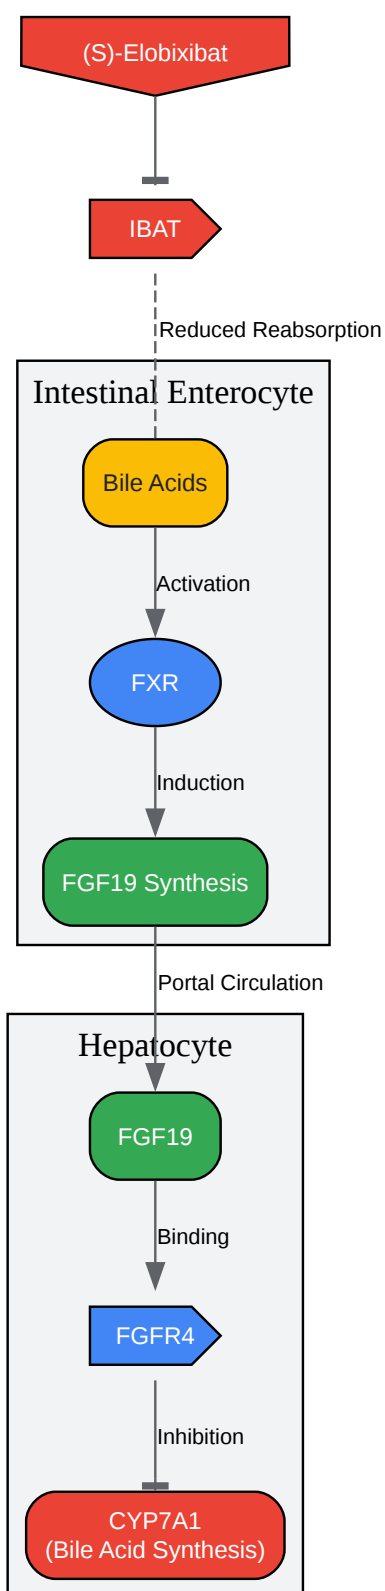 (S)-Elobixibat
IBAT
Reduced Reabsorption
Intestinal Enterocyte
Bile Acids
Activation
FXR
Induction
FGF19 Synthesis
Portal Circulation
Hepatocyte
FGF19
Binding
FGFR4
Inhibition
CYP7A1
(Bile Acid Synthesis)